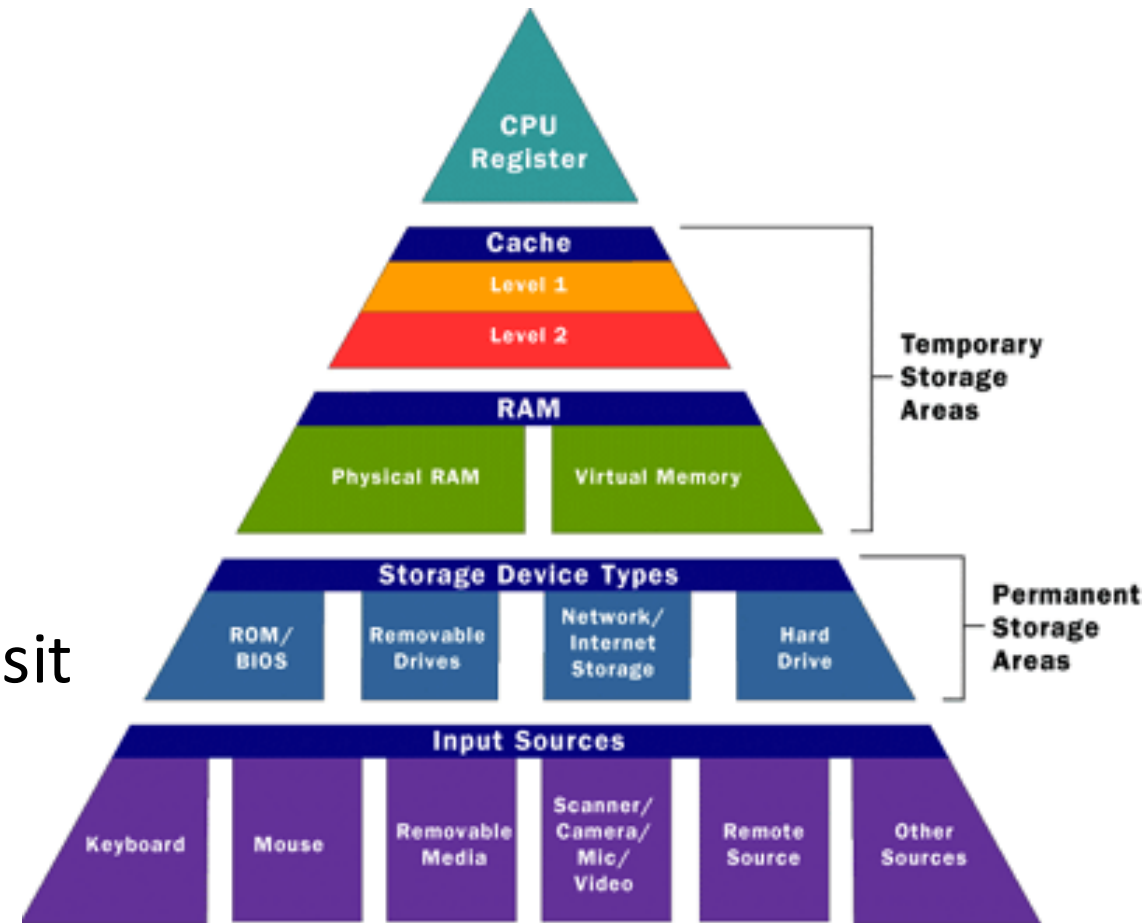 CPU
Register
Cache
Level 1
Level 2
Temporary
Storage
Areas
RAM
Physical RAM
Virtual Memory
Storage Device Types
ROM/
BIOS
Removable
Drives
Network/
Internet
Storage
Hard
Drive
Permanent
Storage
Areas
sit
Input Sources
Keyboard
Mouse
Removable
Media
Scanner/
Camera/
Mic/
Video
Remote
Source
Other
Sources